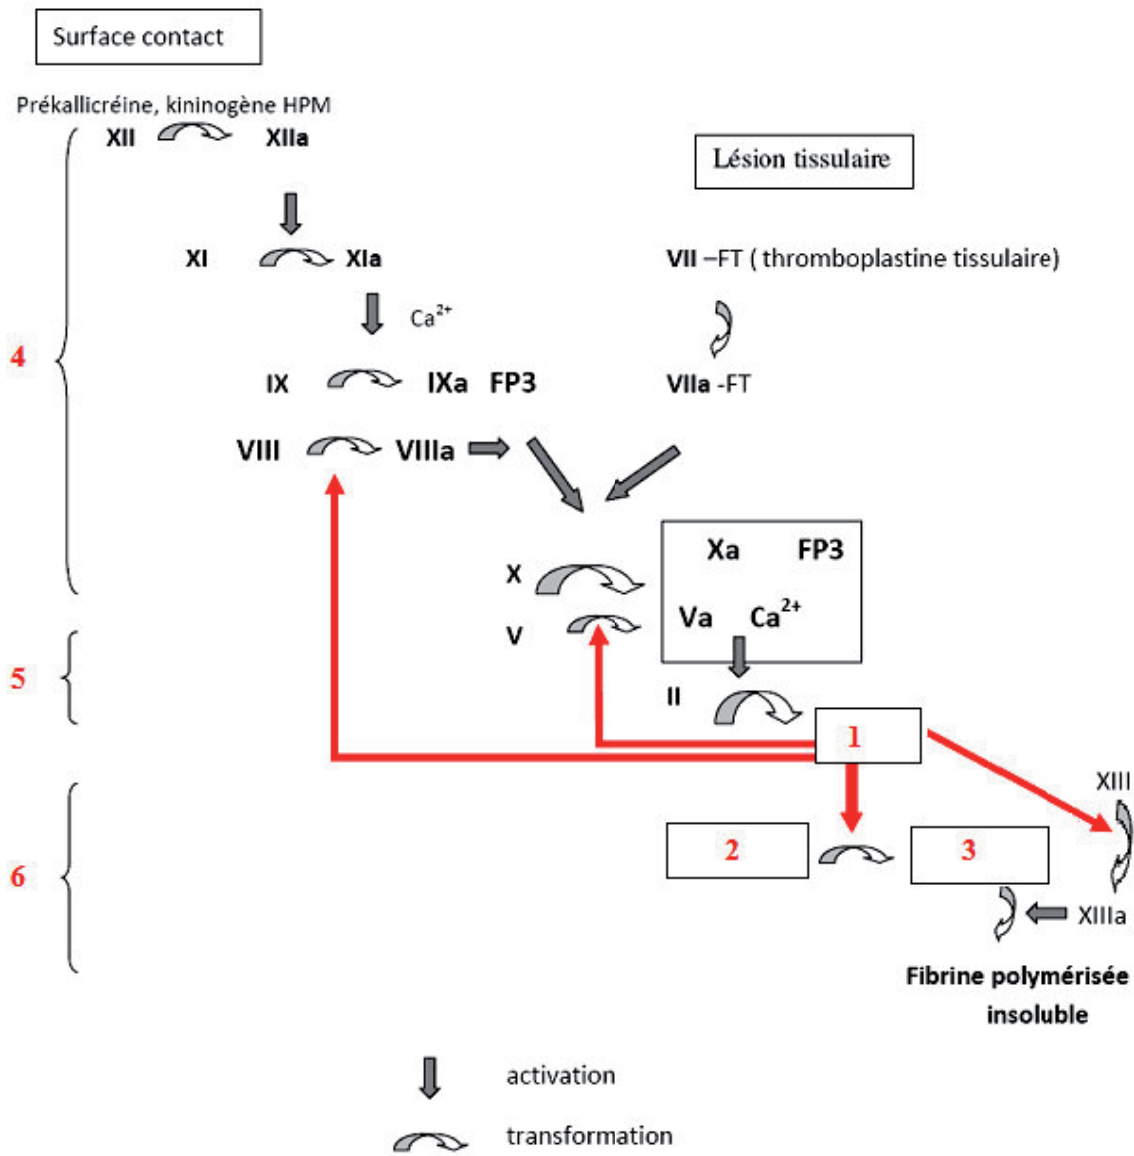 Surface contact
Prékallicréine, kininogène HPM
XII XIIa
Lésion tissulaire
XI XIa
VII –FT ( thromboplastine tissulaire)
Ca²⁺
4
IX IXa FP3
VIIa -FT
VIII VIIIa
Xa FP3
X
Va Ca²⁺
V
5
II
1
XIII
2
3
6
XIIIa
Fibrine polymérisée
insoluble
activation
transformation